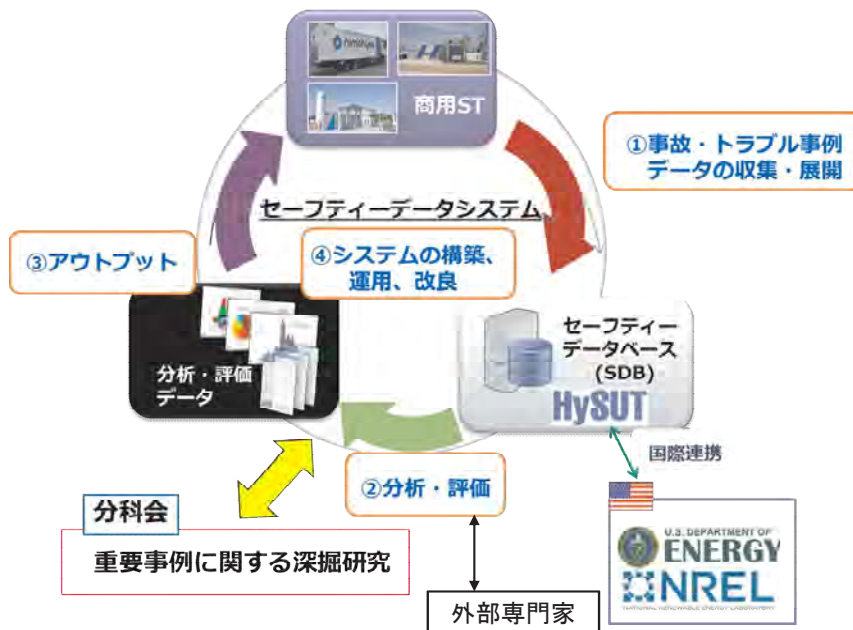 商用ST
①事故・トラブル事例
データの収集・展開
セーフティーデータシステム
③アウトプット
④システムの構築、
運用、改良
セーフティー
データベース
(SDB)
HySUT
分析・評価
データ
国際連携
②分析・評価
分科会
重要事例に関する深掘研究
外部専門家
U.S. DEPARTMENT OF
ENERGY
NREL
NATIONAL RENEWABLE ENERGY LABORATORY